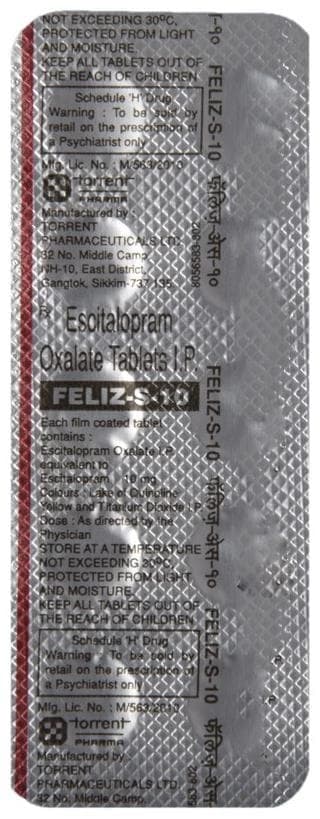 NOT EXCEEDING 30ºC,
PROTECTED FROM LIGHT
AND MOISTURE.
KEEP ALL TABLETS OUT OF
THE REACH OF CHILDREN
Schedule 'H' Drug
Warning : To be sold by
retail on the prescription of
a Psychiatrist only
Mfg. Lic. No. : M/563/2010
torrent
PHARMA
Manufactured by :
TORRENT
PHARMACEUTICALS LTD.
32 No. Middle Camp,
NH-10, East District,
Gangtok, Sikkim-737 135
Rx Escitalopram
Oxalate Tablets I.P.
FELIZ-S-10
Each film coated tablet
contains :
Escitalopram Oxalate I.P.
equivalent to
Escitalopram 10 mg
Colours : Lake of Quinoline
Yellow and Titanium Dioxide I.P.
Dose : As directed by the
Physician
STORE AT A TEMPERATURE
NOT EXCEEDING 30ºC,
PROTECTED FROM LIGHT
AND MOISTURE.
KEEP ALL TABLETS OUT OF
THE REACH OF CHILDREN
Schedule 'H' Drug
Warning : To be sold by
retail on the prescription of
a Psychiatrist only
Mfg. Lic. No. : M/563/2010
torrent
PHARMA
Manufactured by :
TORRENT
PHARMACEUTICALS LTD.
32 No. Middle Camp,
8056583-802
FELIZ-S-10 फेलिज़-एस-१०
FELIZ-S-10 फेलिज़-एस-१०
FELIZ-S-10